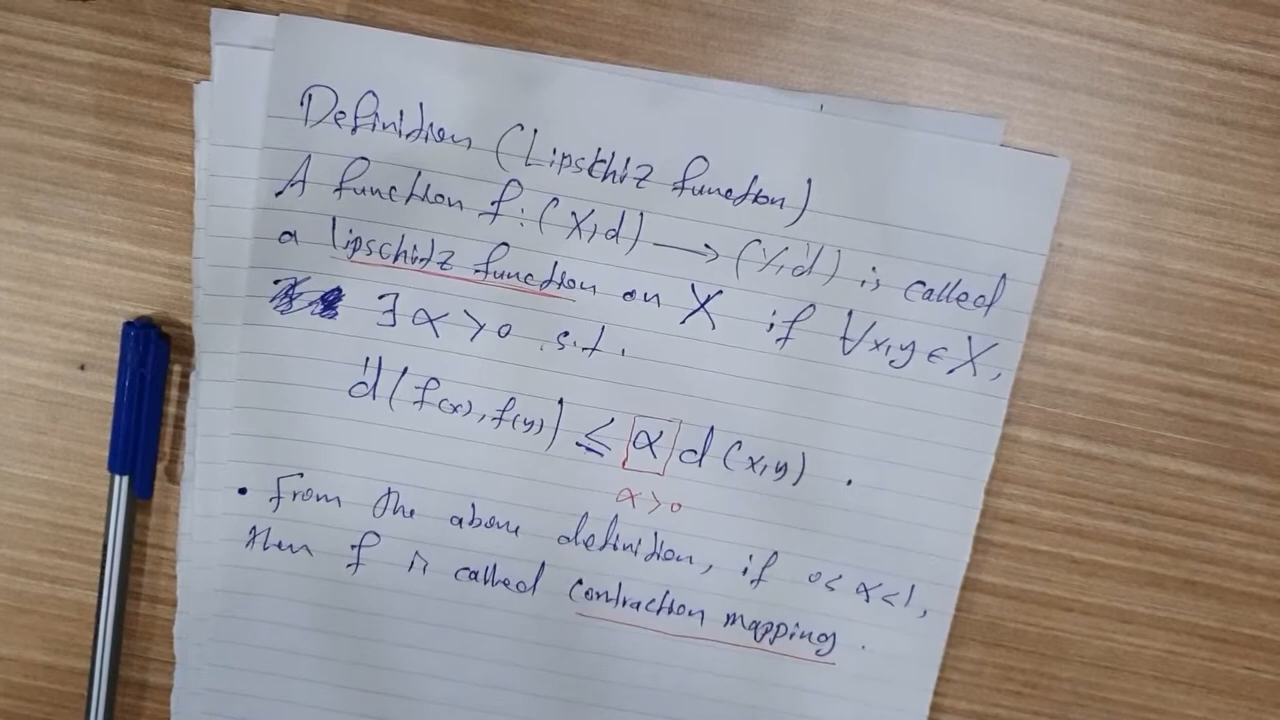 Definition (Lipschiz function)
A function f: (X,d) → (Y,d') is called
a lipschitz function on X if ∀x,y ∈ X,
∃ α > 0 s.t.
d'(f(x), f(y)) ≤ α d(x,y).
α > 0
• From the above definition, if 0 < α < 1,
then f is called contraction mapping.